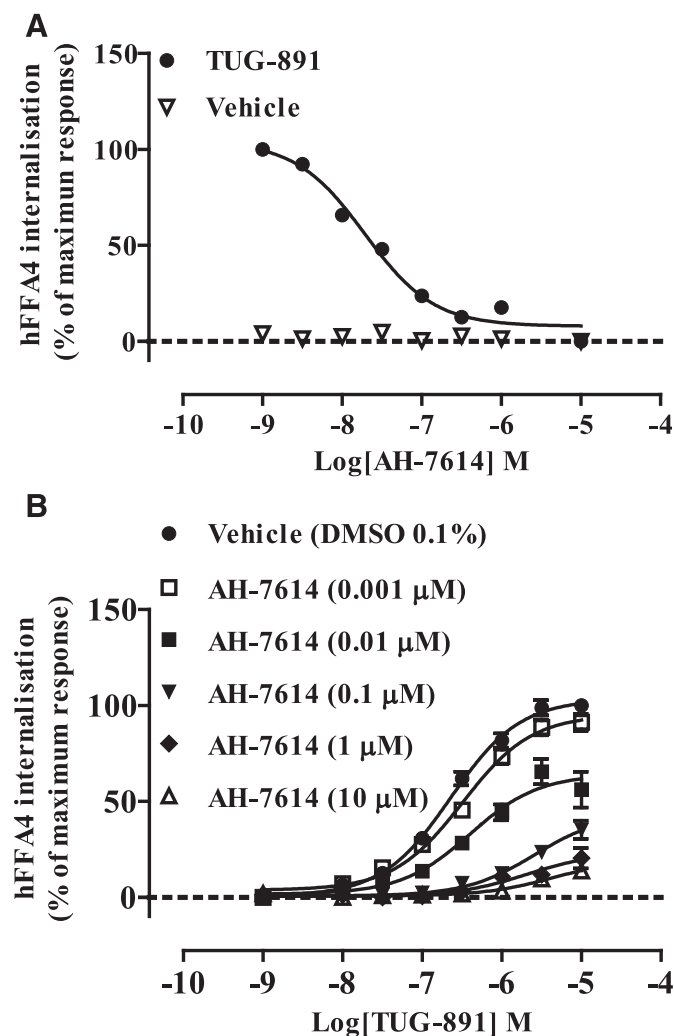 A
150
100
50
0
hFFA4 internalisation
(% of maximun response)
TUG-891
Vehicle
-10 -9 -8 -7 -6 -5 -4
Log[AH-7614] M
B
Vehicle (DMSO 0.1%)
AH-7614 (0.001 μM)
AH-7614 (0.01 μM)
AH-7614 (0.1 μM)
AH-7614 (1 μM)
AH-7614 (10 μM)
150
100
50
0
hFFA4 internalisation
(% of maximum response)
-10 -9 -8 -7 -6 -5 -4
Log[TUG-891] M